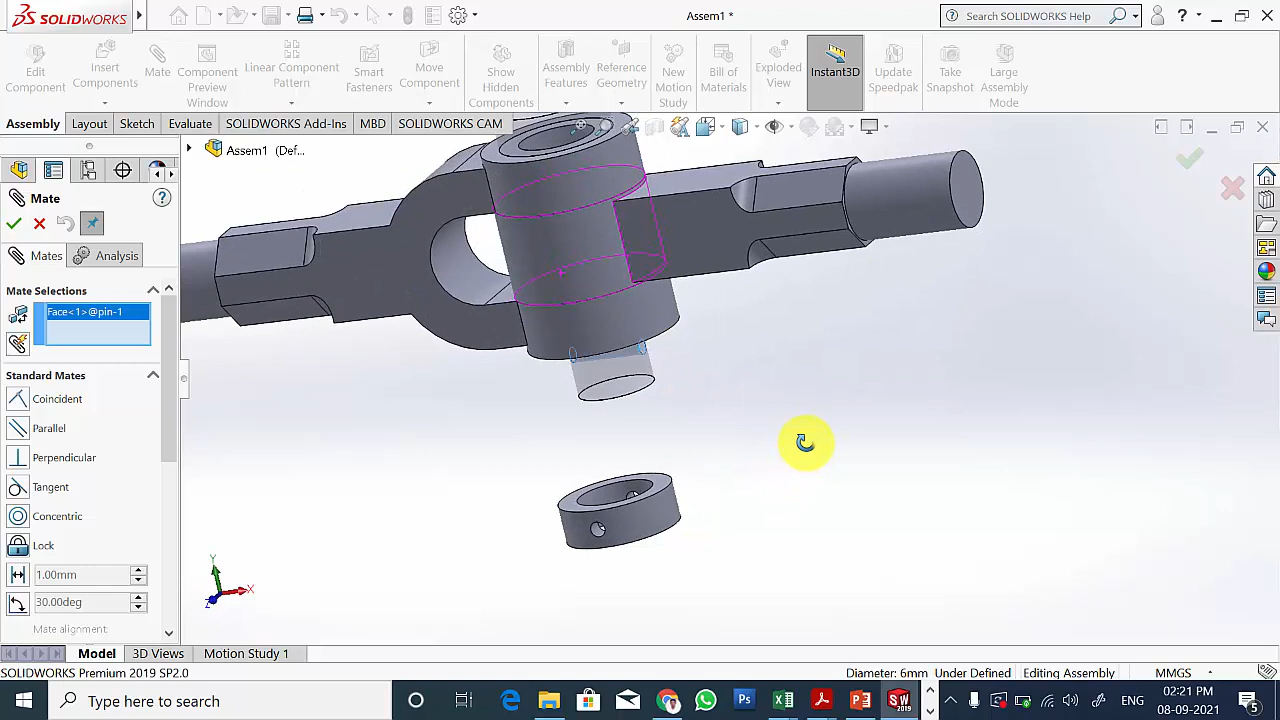 SOLIDWORKS
Assem1 *
Search SOLIDWORKS Help
?
Edit
Component
Insert
Components
Mate
Component
Preview
Window
Linear Component
Pattern
Smart
Fasteners
Move
Component
Show
Hidden
Components
Assembly
Features
Reference
Geometry
New
Motion
Study
Bill of
Materials
Exploded
View
Instant3D
Update
Speedpak
Take
Snapshot
Large
Assembly
Mode
Assembly
Layout
Sketch
Evaluate
SOLIDWORKS Add-Ins
MBD
SOLIDWORKS CAM
Assem1 (Def...
Mate
?
Mates
Analysis
Mate Selections
Face<1>@pin-1
Standard Mates
Coincident
Parallel
Perpendicular
Tangent
Concentric
Lock
1.00mm
30.00deg
Mate alignment:
Y
X
Z
Model
3D Views
Motion Study 1
SOLIDWORKS Premium 2019 SP2.0
Diameter: 6mm
Under Defined
Editing Assembly
MMGS
Type here to search
Ps
SW
2019
ENG
02:21 PM
08-09-2021
5